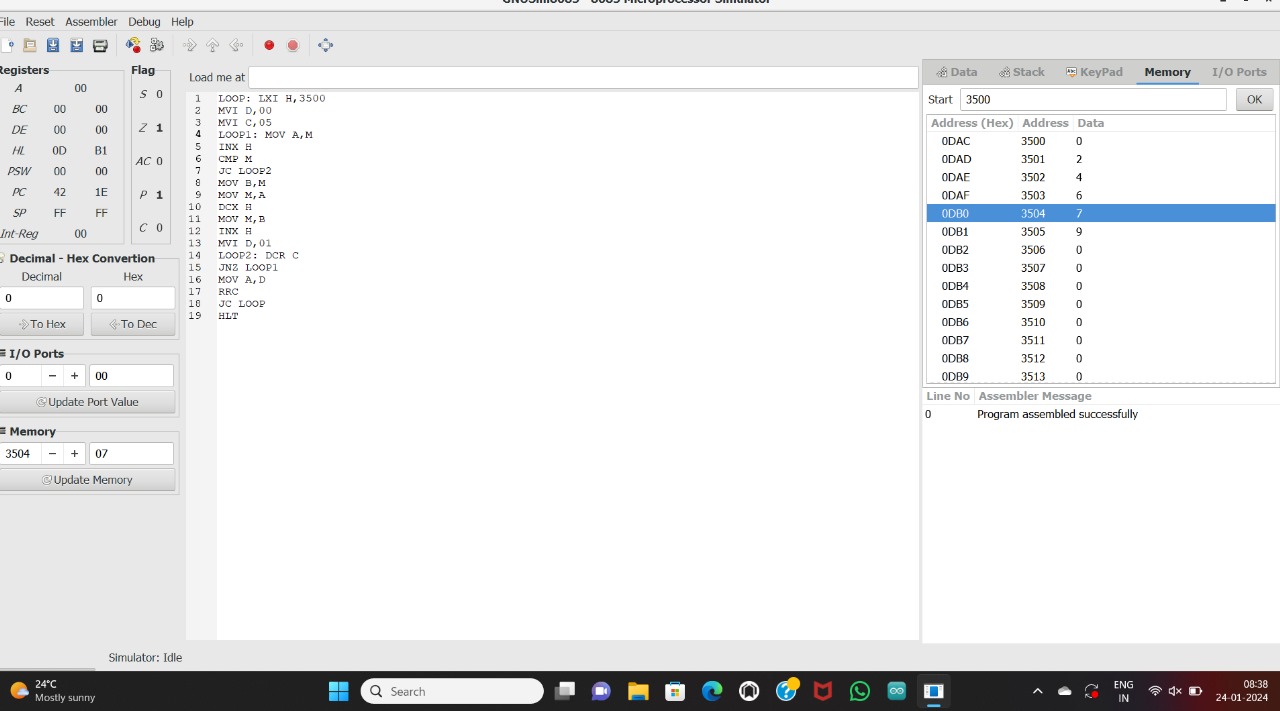 GNUSim8085 - 8085 Microprocessor Simulator
File Reset Assembler Debug Help
Registers Flag
A 00
BC 00 00
DE 00 00
HL 0D B1
PSW 00 00
PC 42 1E
SP FF FF
Int-Reg 00
S 0
Z 1
AC 0
P 1
C 0
Decimal - Hex Convertion
Decimal Hex
0 0
To Hex To Dec
I/O Ports
0 − + 00
Update Port Value
Memory
3504 − + 07
Update Memory
Load me at
1 LOOP: LXI H,3500
2 MVI D,00
3 MVI C,05
4 LOOP1: MOV A,M
5 INX H
6 CMP M
7 JC LOOP2
8 MOV B,M
9 MOV M,A
10 DCX H
11 MOV M,B
12 INX H
13 MVI D,01
14 LOOP2: DCR C
15 JNZ LOOP1
16 MOV A,D
17 RRC
18 JC LOOP
19 HLT
Data Stack KeyPad Memory I/O Ports
Start 3500 OK
Address (Hex) Address Data
0DAC 3500 0
0DAD 3501 2
0DAE 3502 4
0DAF 3503 6
0DB0 3504 7
0DB1 3505 9
0DB2 3506 0
0DB3 3507 0
0DB4 3508 0
0DB5 3509 0
0DB6 3510 0
0DB7 3511 0
0DB8 3512 0
0DB9 3513 0
Line No Assembler Message
0 Program assembled successfully
Simulator: Idle
24°C
Mostly sunny
Search
ENG
IN
08:38
24-01-2024